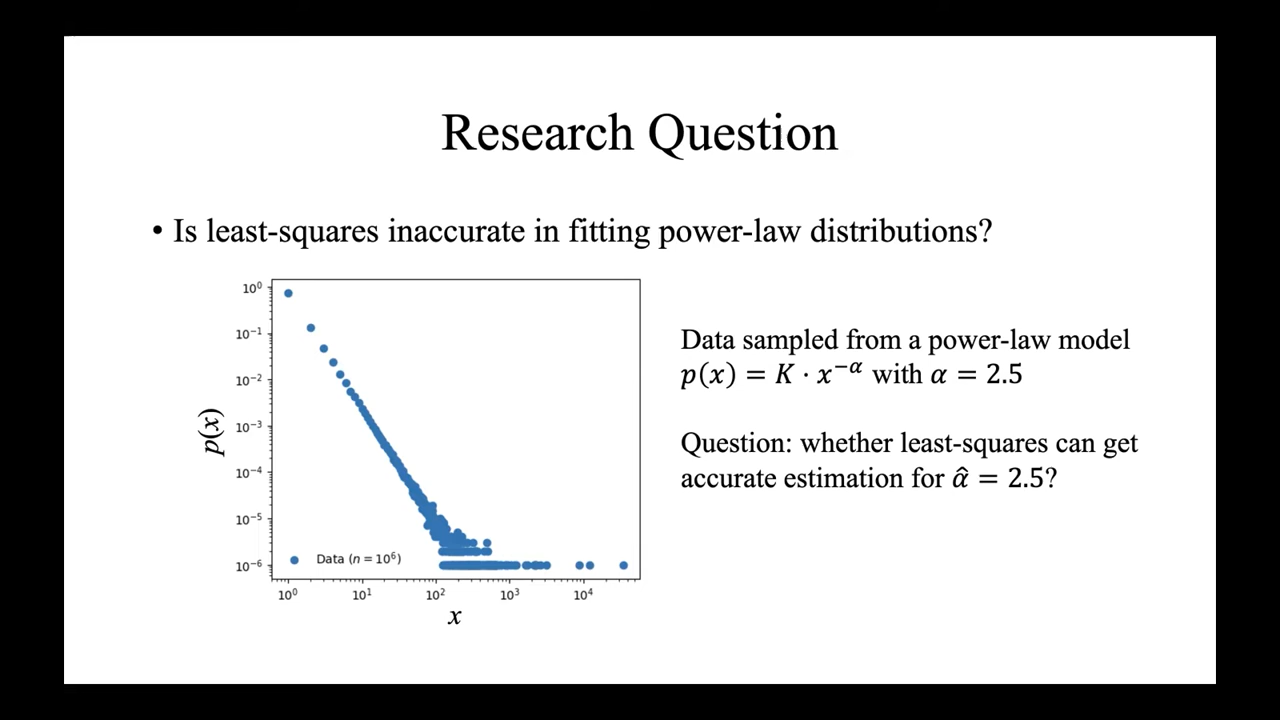 Research Question
• Is least-squares inaccurate in fitting power-law distributions?
10⁰
10⁻¹
10⁻²
10⁻³
10⁻⁴
10⁻⁵
10⁻⁶
p(x)
Data (n = 10⁶)
10⁰ 10¹ 10² 10³ 10⁴
x
Data sampled from a power-law model
p(x) = K · x⁻ᵅ with α = 2.5
Question: whether least-squares can get
accurate estimation for α̂ = 2.5?